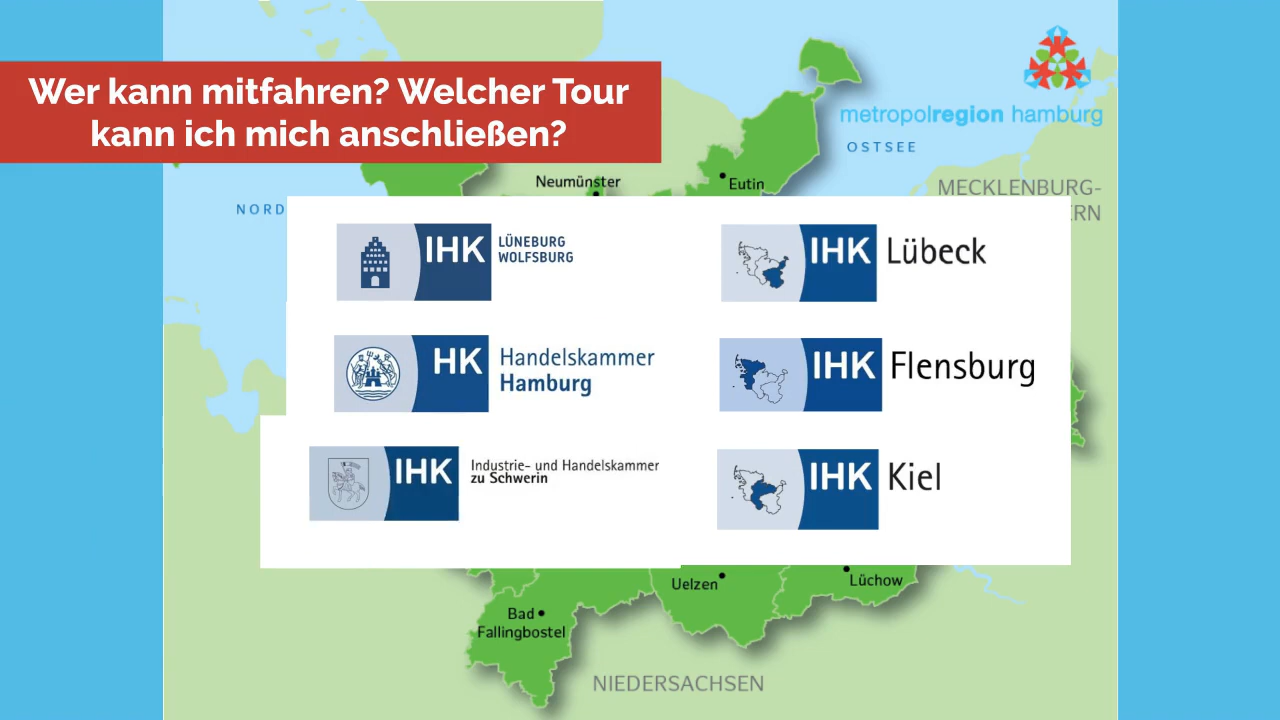 Wer kann mitfahren? Welcher Tour
kann ich mich anschließen?
metropolregion hamburg
OSTSEE
Neumünster
Eutin
MECKLENBURG-
ERN
NORD
IHK LÜNEBURG
WOLFSBURG
IHK Lübeck
HK Handelskammer
Hamburg
IHK Flensburg
IHK Industrie- und Handelskammer
zu Schwerin
IHK Kiel
Uelzen
Lüchow
Bad
Fallingbostel
NIEDERSACHSEN